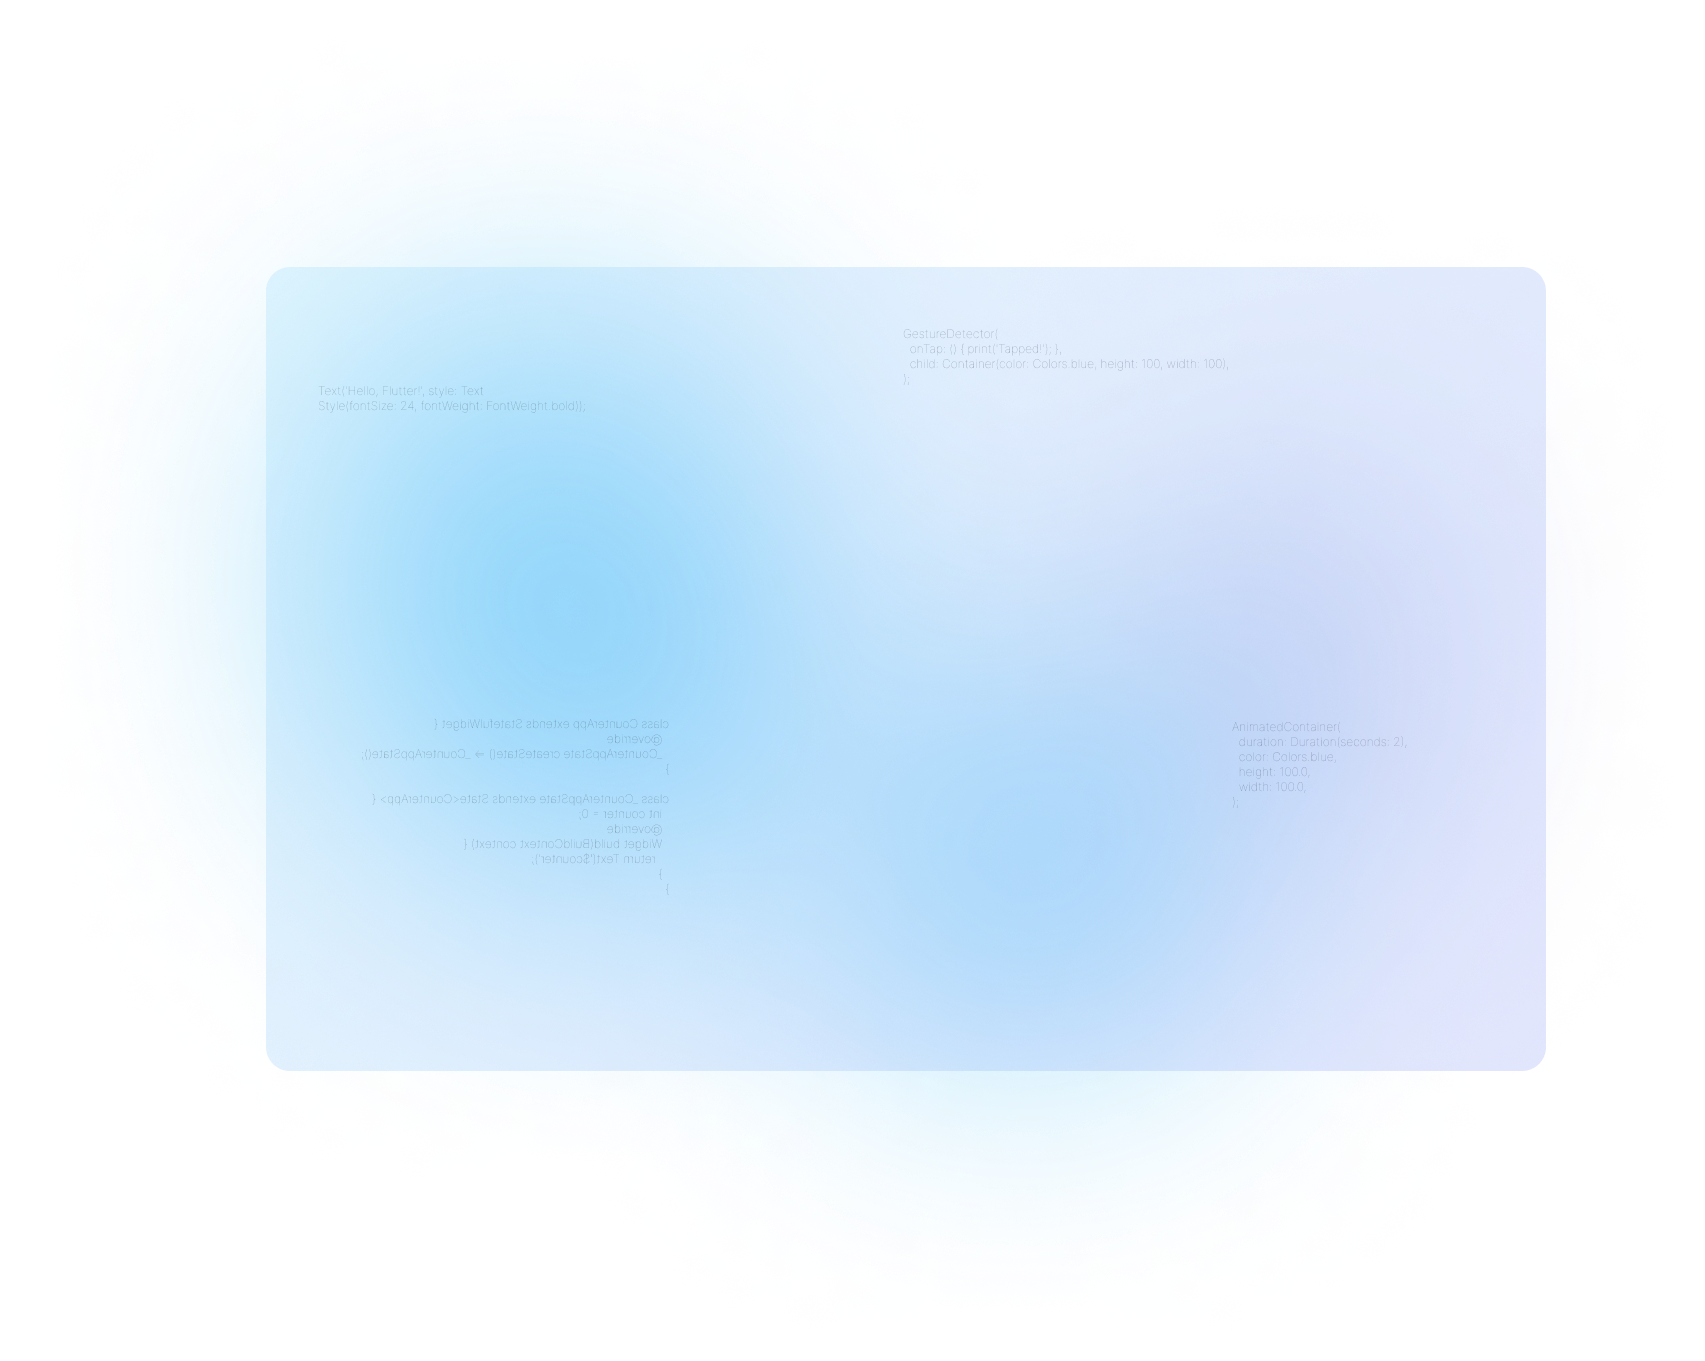 GestureDetector(
  onTap: () { print('Tapped!'); },
  child: Container(color: Colors.blue, height: 100, width: 100),
);
Text('Hello, Flutter!', style: Text
Style(fontSize: 24, fontWeight: FontWeight.bold));
class CounterApp extends StatefulWidget {
  @override
  _CounterAppState createState() => _CounterAppState();
}
class _CounterAppState extends State<CounterApp> {
  int counter = 0;
  @override
  Widget build(BuildContext context) {
    return Text('$counter');
  }
}
AnimatedContainer(
  duration: Duration(seconds: 2),
  color: Colors.blue,
  height: 100.0,
  width: 100.0,
);